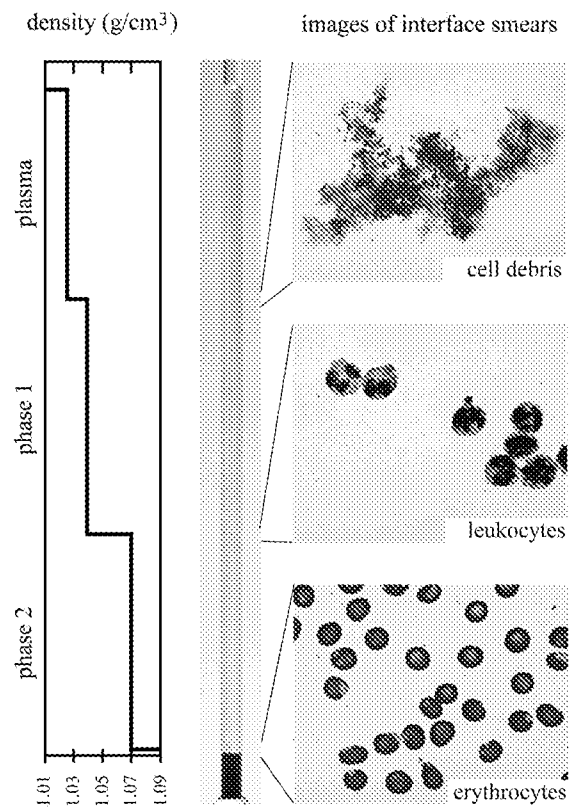 density (g/cm³)
images of interface smears
plasma
phase 1
phase 2
cell debris
leukocytes
erythrocytes
1.01
1.03
1.04
1.07
1.09